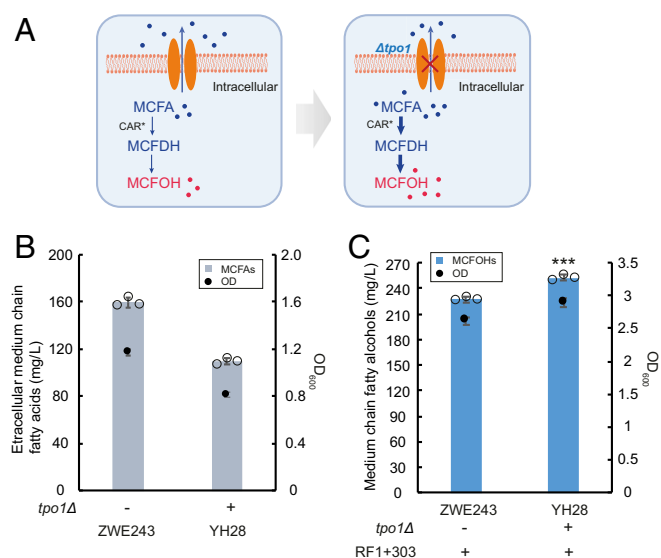 A
Intracellular
MCFA
CAR*
MCFDH
MCFOH
Δtpo1
Intracellular
MCFA
CAR*
MCFDH
MCFOH
B
Etracellular medium chain
fatty acids (mg/L)
200
160
120
80
40
0
MCFAs
OD
2.0
1.6
1.2
0.8
0.4
0
OD600
tpo1Δ - +
ZWE243 YH28
C
Medium chain fatty alcohols (mg/L)
270
240
210
180
150
120
90
60
30
0
MCFOHs
OD
***
3.5
3
2.5
2
1.5
1
0.5
0
OD600
ZWE243 YH28
tpo1Δ - +
RF1+303 + +